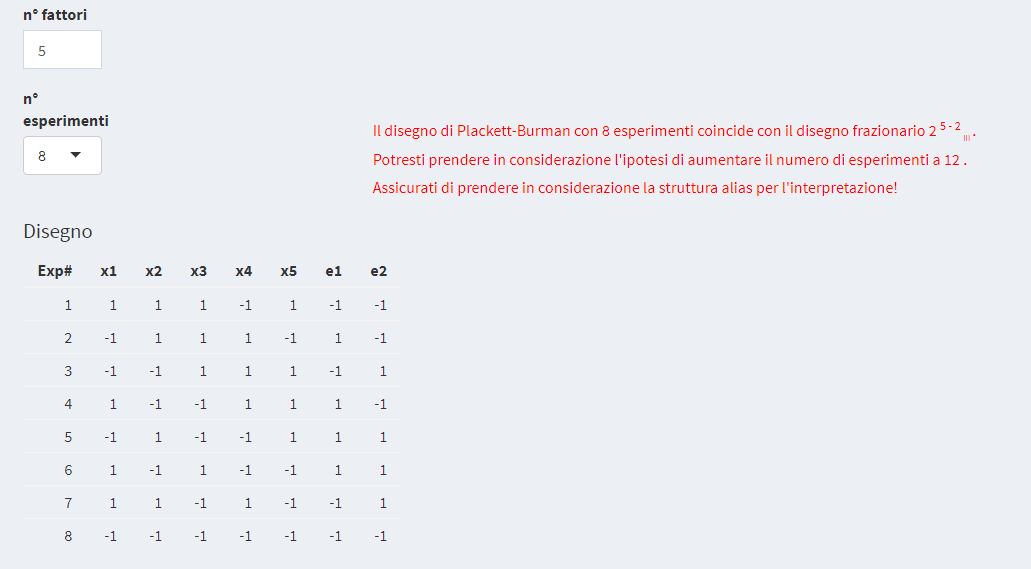 n° fattori
5
n°
esperimenti
8
Il disegno di Plackett-Burman con 8 esperimenti coincide con il disegno frazionario 2 5 - 2 III .
Potresti prendere in considerazione l'ipotesi di aumentare il numero di esperimenti a 12 .
Assicurati di prendere in considerazione la struttura alias per l'interpretazione!
Disegno
Exp# x1 x2 x3 x4 x5 e1 e2
1 1 1 1 -1 1 -1 -1
2 -1 1 1 1 -1 1 -1
3 -1 -1 1 1 1 -1 1
4 1 -1 -1 1 1 1 -1
5 -1 1 -1 -1 1 1 1
6 1 -1 1 -1 -1 1 1
7 1 1 -1 1 -1 -1 1
8 -1 -1 -1 -1 -1 -1 -1